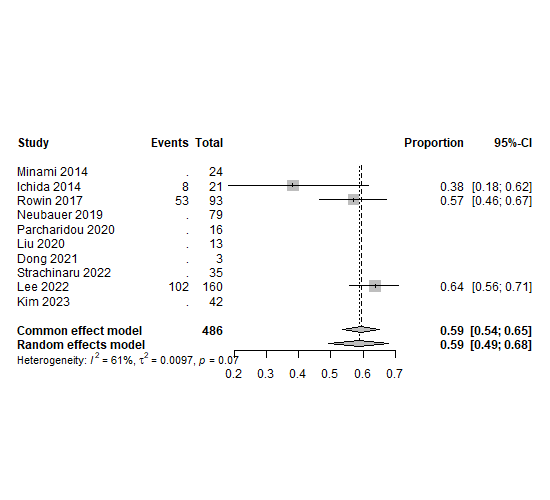 Study Events Total Proportion 95%-CI
Minami 2014 . 24
Ichida 2014 8 21 0.38 [0.18; 0.62]
Rowin 2017 53 93 0.57 [0.46; 0.67]
Neubauer 2019 . 79
Parcharidou 2020 . 16
Liu 2020 . 13
Dong 2021 . 3
Strachinaru 2022 . 35
Lee 2022 102 160 0.64 [0.56; 0.71]
Kim 2023 . 42
Common effect model 486 0.59 [0.54; 0.65]
Random effects model 0.59 [0.49; 0.68]
Heterogeneity: I² = 61%, τ² = 0.0097, p = 0.07
0.2 0.3 0.4 0.5 0.6 0.7